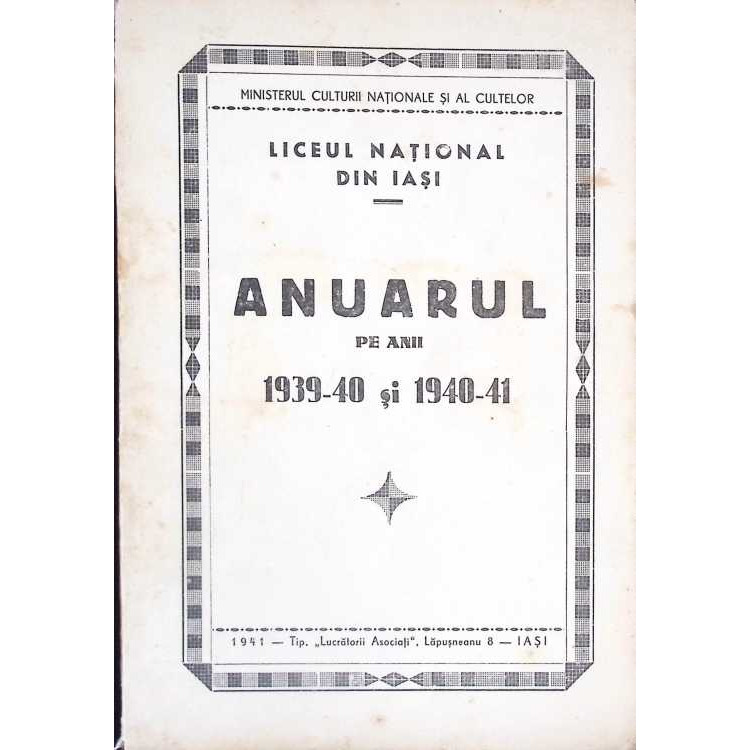 MINISTERUL CULTURII NAȚIONALE ȘI AL CULTELOR
LICEUL NAȚIONAL
DIN IAȘI
ANUARUL
PE ANII
1939-40 și 1940-41
1941 — Tip. „Lucrătorii Asociați“, Lăpușneanu 8 — IAȘI